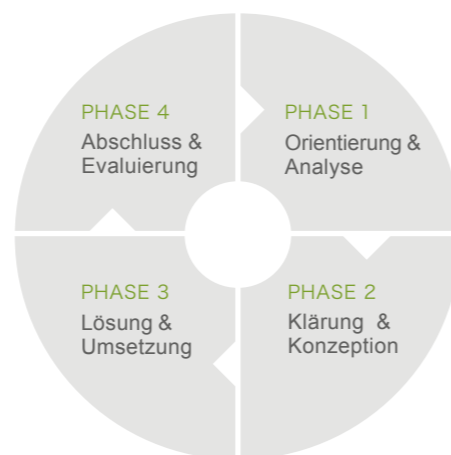 PHASE 1
Orientierung &
Analyse
PHASE 2
Klärung &
Konzeption
PHASE 3
Lösung &
Umsetzung
PHASE 4
Abschluss &
Evaluierung